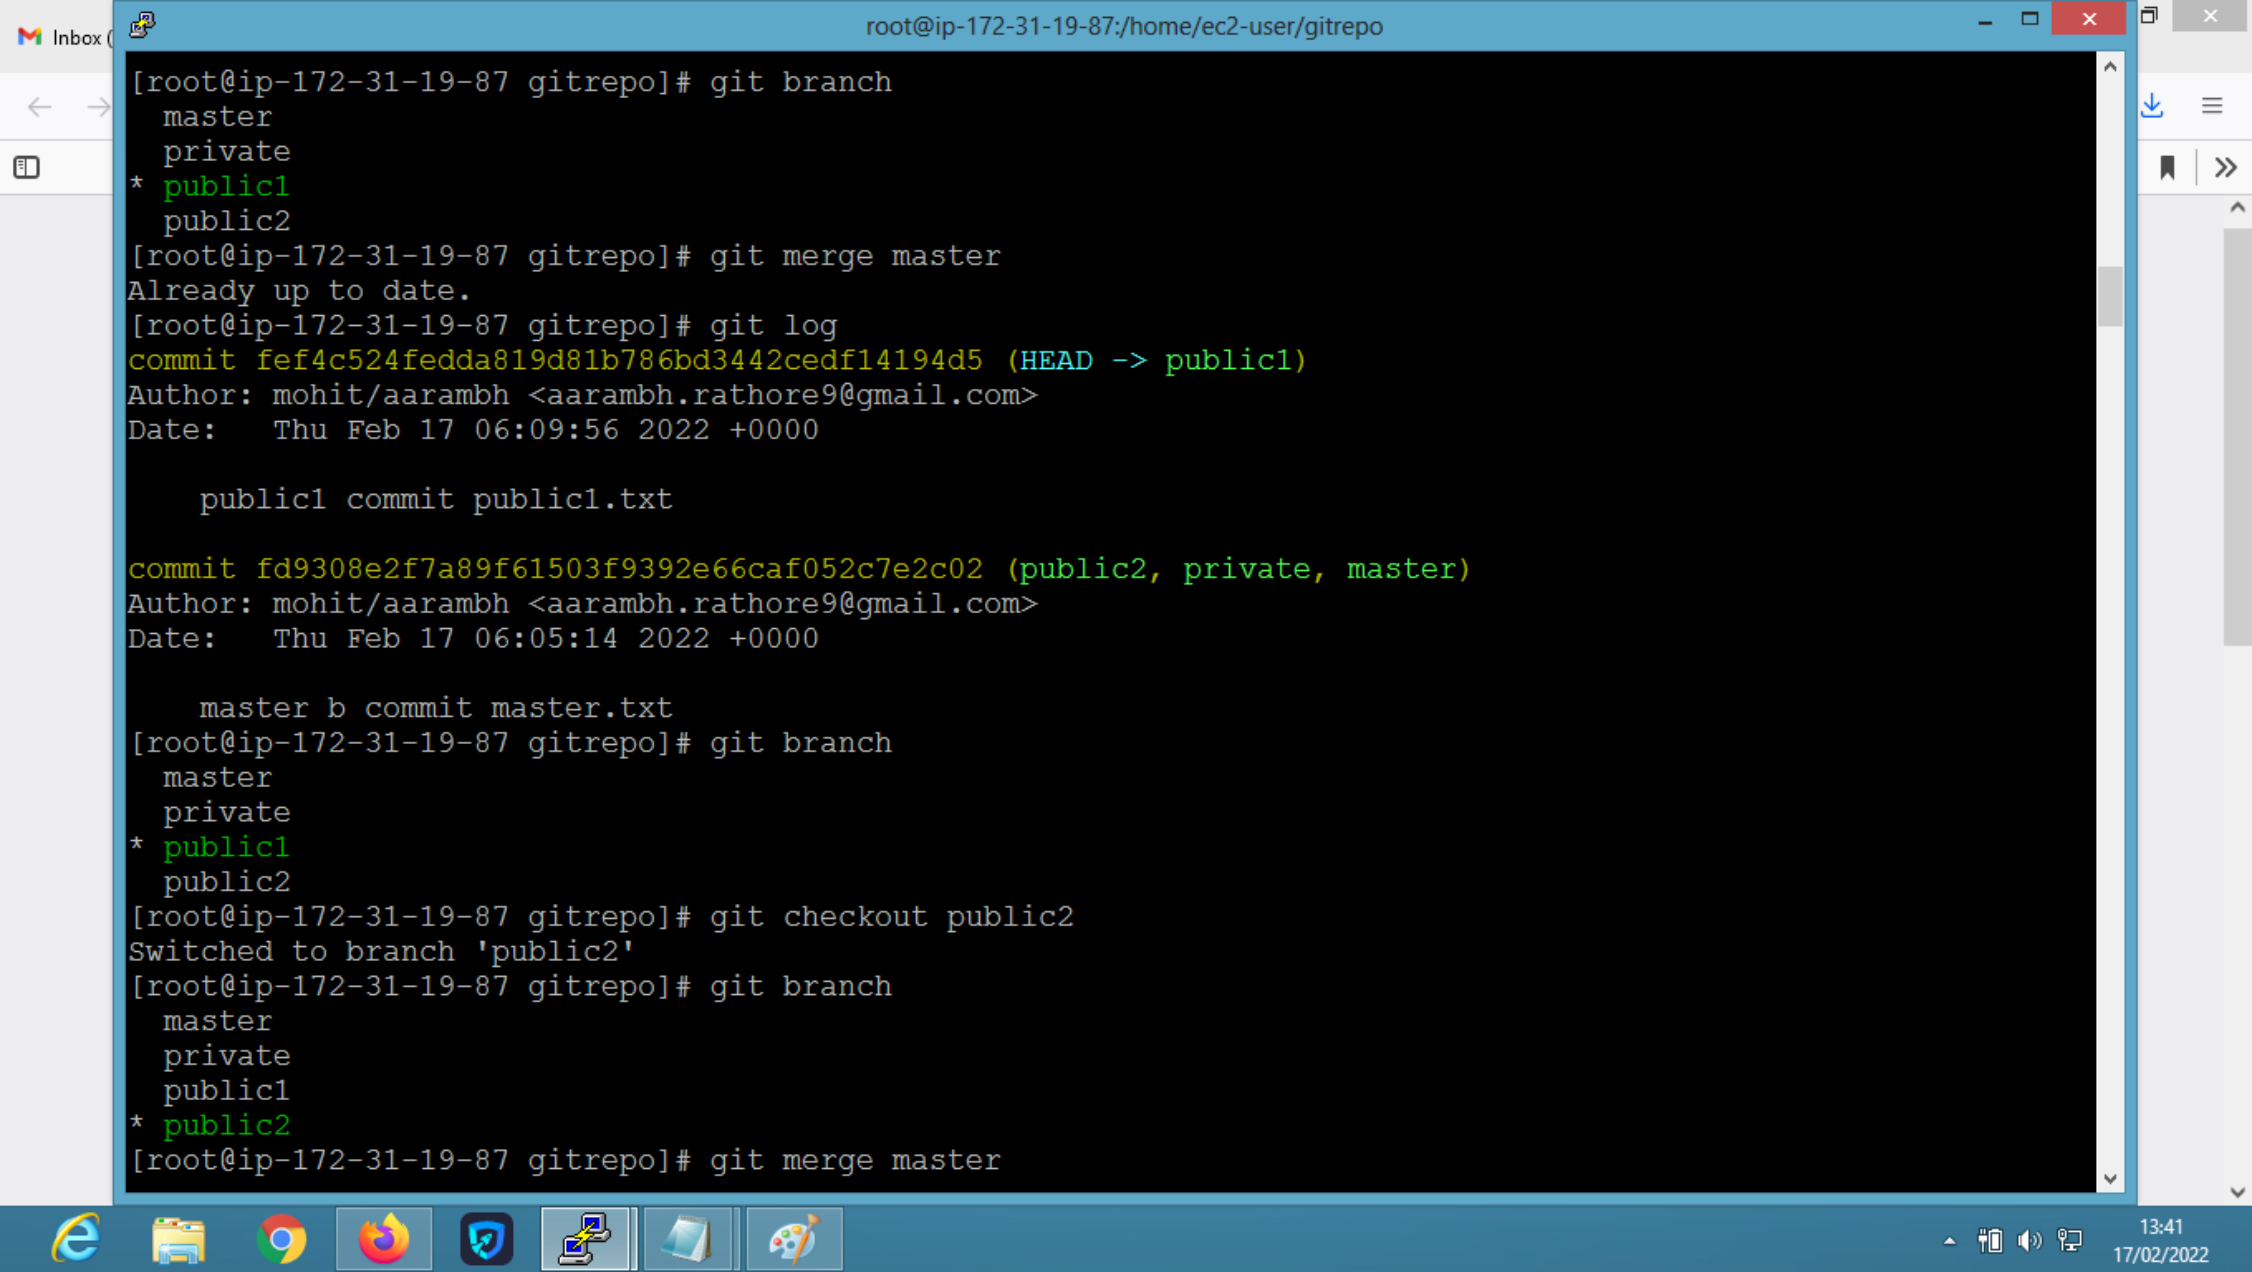 Inbox (
root@ip-172-31-19-87:/home/ec2-user/gitrepo
[root@ip-172-31-19-87 gitrepo]# git branch
  master
  private
* public1
  public2
[root@ip-172-31-19-87 gitrepo]# git merge master
Already up to date.
[root@ip-172-31-19-87 gitrepo]# git log
commit fef4c524fedda819d81b786bd3442cedf14194d5 (HEAD -> public1)
Author: mohit/aarambh <aarambh.rathore9@gmail.com>
Date:   Thu Feb 17 06:09:56 2022 +0000
    public1 commit public1.txt
commit fd9308e2f7a89f61503f9392e66caf052c7e2c02 (public2, private, master)
Author: mohit/aarambh <aarambh.rathore9@gmail.com>
Date:   Thu Feb 17 06:05:14 2022 +0000
    master b commit master.txt
[root@ip-172-31-19-87 gitrepo]# git branch
  master
  private
* public1
  public2
[root@ip-172-31-19-87 gitrepo]# git checkout public2
Switched to branch 'public2'
[root@ip-172-31-19-87 gitrepo]# git branch
  master
  private
  public1
* public2
[root@ip-172-31-19-87 gitrepo]# git merge master
13:41
17/02/2022